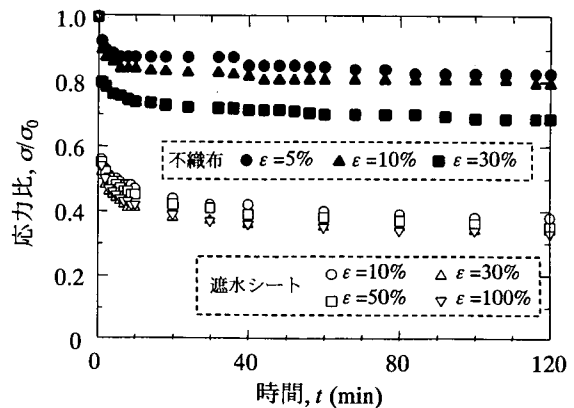 応力比, σ/σ0
1.0
0.8
0.6
0.4
0.2
0
不織布 ● ε=5% ▲ ε=10% ■ ε=30%
遮水シート
○ ε=10% △ ε=30%
□ ε=50% ▽ ε=100%
0 40 80 120
時間, t (min)